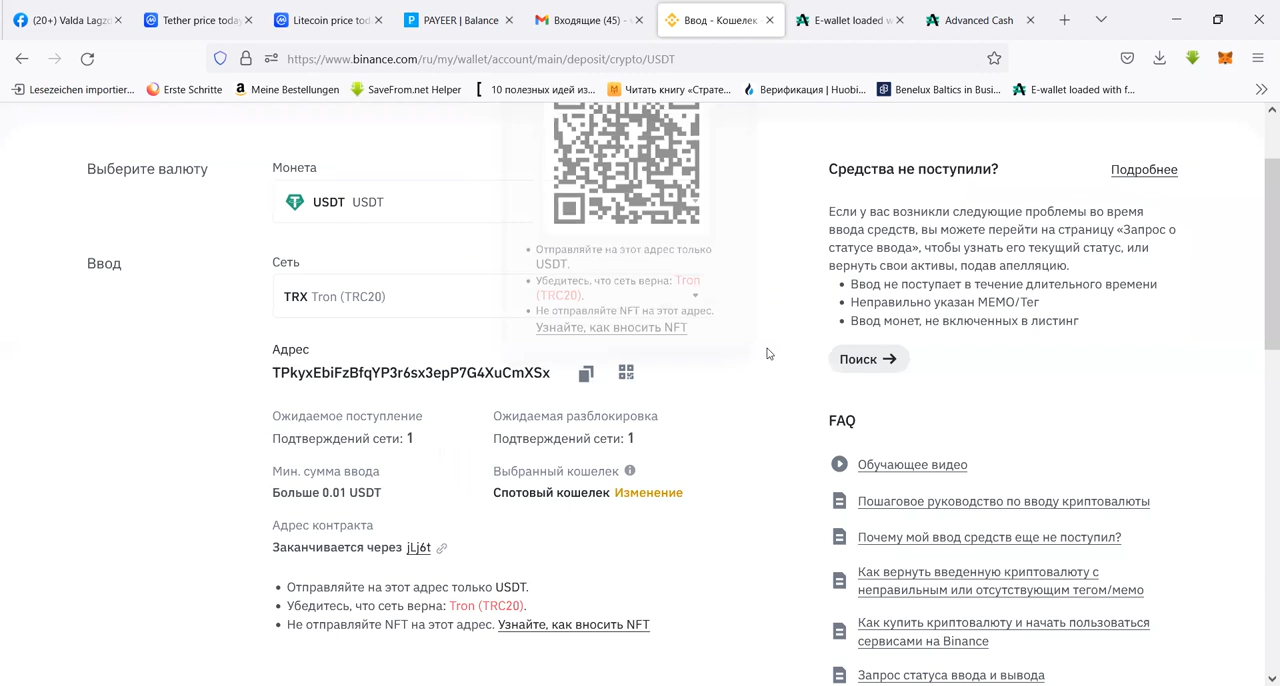 (20+) Valda Lagzd
Tether price today
Litecoin price tod
PAYEER | Balance
Входящие (45) -
Ввод - Кошелек
E-wallet loaded w
Advanced Cash
https://www.binance.com/ru/my/wallet/account/main/deposit/crypto/USDT
Lesezeichen importier...
Erste Schritte
Meine Bestellungen
SaveFrom.net Helper
10 полезных идей из...
Читать книгу «Страте...
Верификация | Huobi...
Benelux Baltics in Busi...
E-wallet loaded with f...
Выберите валюту
Монета
USDT USDT
Ввод
Сеть
TRX Tron (TRC20)
• Отправляйте на этот адрес только
USDT.
• Убедитесь, что сеть верна: Tron
(TRC20).
• Не отправляйте NFT на этот адрес.
Узнайте, как вносить NFT
Адрес
TPkyxEbiFzBfqYP3r6sx3epP7G4XuCmXSx
Ожидаемое поступление
Подтверждений сети: 1
Ожидаемая разблокировка
Подтверждений сети: 1
Мин. сумма ввода
Больше 0.01 USDT
Выбранный кошелек
Спотовый кошелек Изменение
Адрес контракта
Заканчивается через jLj6t
• Отправляйте на этот адрес только USDT.
• Убедитесь, что сеть верна: Tron (TRC20).
• Не отправляйте NFT на этот адрес. Узнайте, как вносить NFT
Средства не поступили?
Подробнее
Если у вас возникли следующие проблемы во время
ввода средств, вы можете перейти на страницу «Запрос о
статусе ввода», чтобы узнать его текущий статус, или
вернуть свои активы, подав апелляцию.
• Ввод не поступает в течение длительного времени
• Неправильно указан MEMO/Тег
• Ввод монет, не включенных в листинг
Поиск →
FAQ
Обучающее видео
Пошаговое руководство по вводу криптовалюты
Почему мой ввод средств еще не поступил?
Как вернуть введенную криптовалюту с
неправильным или отсутствующим тегом/мемо
Как купить криптовалюту и начать пользоваться
сервисами на Binance
Запрос статуса ввода и вывода